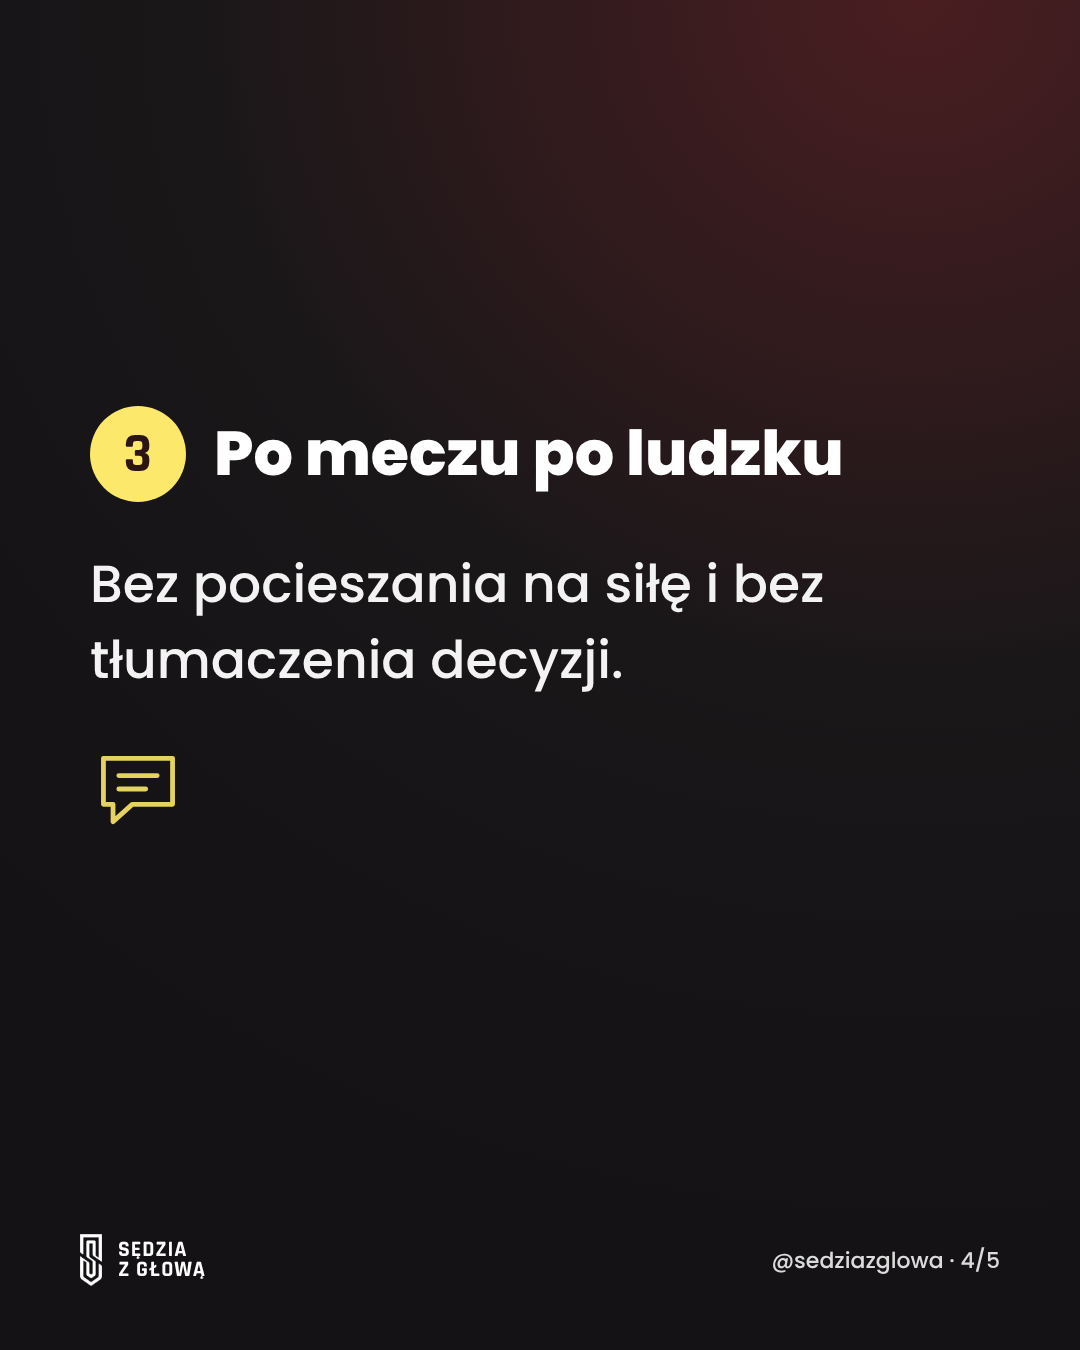 3 Po meczu po ludzku
Bez pocieszania na siłę i bez
tłumaczenia decyzji.
SĘDZIA
Z GŁOWĄ
@sedziazglowa · 4/5